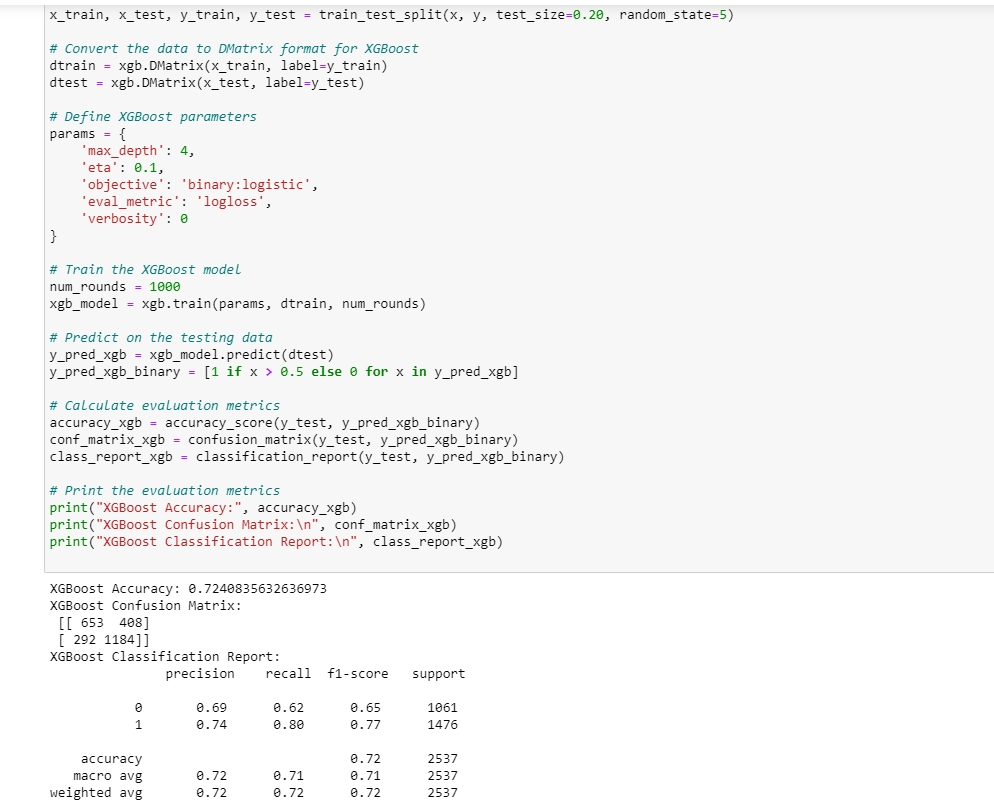 x_train, x_test, y_train, y_test = train_test_split(x, y, test_size=0.20, random_state=5)
# Convert the data to DMatrix format for XGBoost
dtrain = xgb.DMatrix(x_train, label=y_train)
dtest = xgb.DMatrix(x_test, label=y_test)
# Define XGBoost parameters
params = {
    'max_depth': 4,
    'eta': 0.1,
    'objective': 'binary:logistic',
    'eval_metric': 'logloss',
    'verbosity': 0
}
# Train the XGBoost model
num_rounds = 1000
xgb_model = xgb.train(params, dtrain, num_rounds)
# Predict on the testing data
y_pred_xgb = xgb_model.predict(dtest)
y_pred_xgb_binary = [1 if x > 0.5 else 0 for x in y_pred_xgb]
# Calculate evaluation metrics
accuracy_xgb = accuracy_score(y_test, y_pred_xgb_binary)
conf_matrix_xgb = confusion_matrix(y_test, y_pred_xgb_binary)
class_report_xgb = classification_report(y_test, y_pred_xgb_binary)
# Print the evaluation metrics
print("XGBoost Accuracy:", accuracy_xgb)
print("XGBoost Confusion Matrix:\n", conf_matrix_xgb)
print("XGBoost Classification Report:\n", class_report_xgb)
XGBoost Accuracy: 0.7240835632636973
XGBoost Confusion Matrix:
 [[ 653  408]
 [ 292 1184]]
XGBoost Classification Report:
               precision    recall  f1-score   support
           0       0.69      0.62      0.65      1061
           1       0.74      0.80      0.77      1476
    accuracy                           0.72      2537
   macro avg       0.72      0.71      0.71      2537
weighted avg       0.72      0.72      0.72      2537